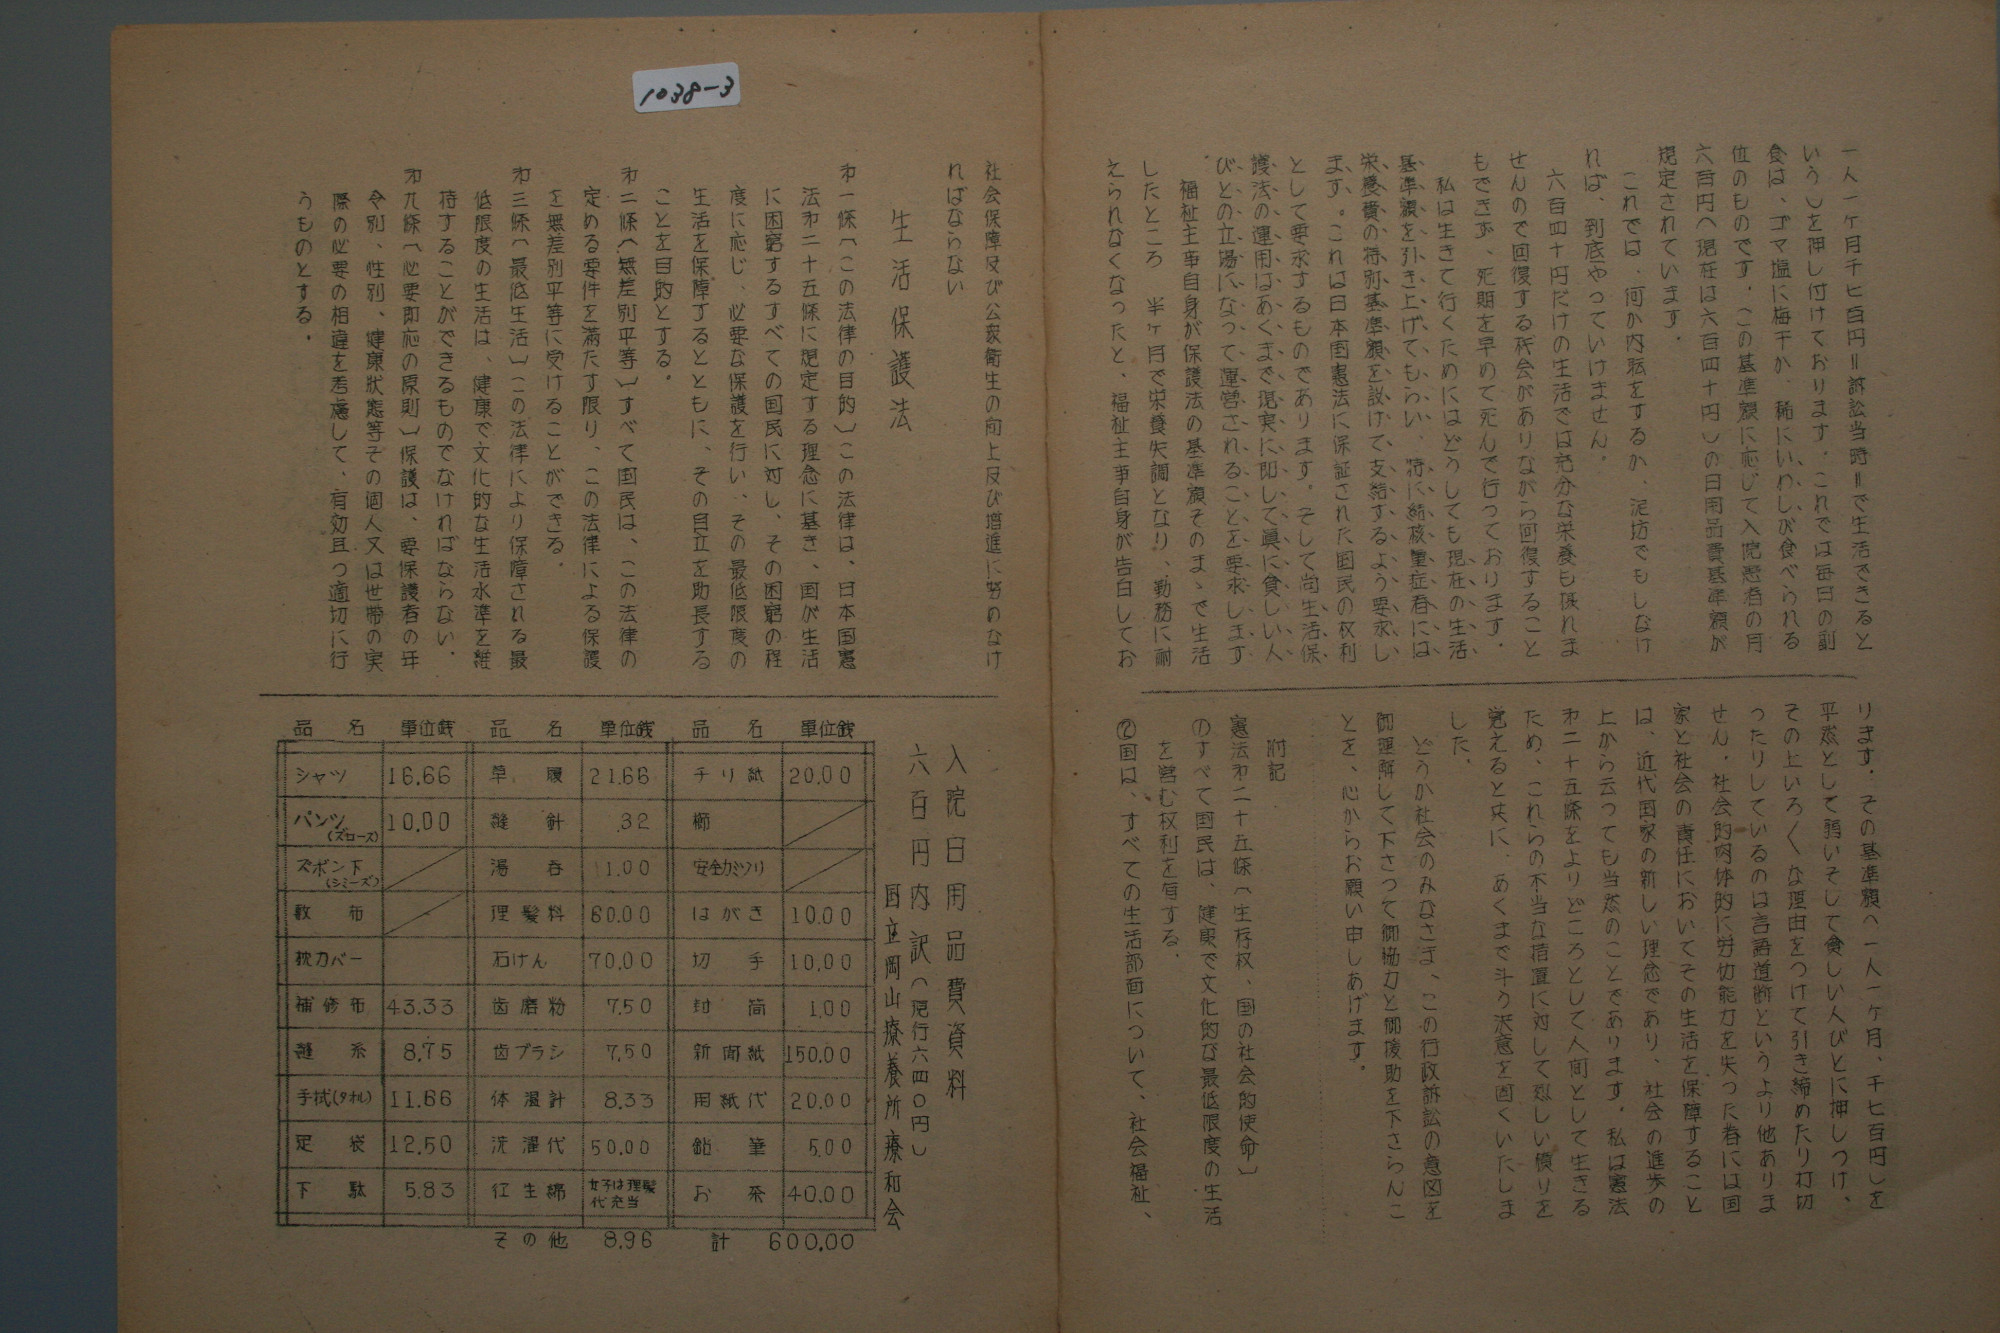 1038-3
一人一ケ月千七百円＝訴訟当時＝で生活できると
いう）を押し付けております。これでは毎日の副
食は、ゴマ塩に梅干か、稀にいわしが食べられる
位のものです。この基準額に応じて入院患者の月
六百円（現在は六百四十円）の日用品費基準額が
規定されています。
これでは、何か内転をするか、泥坊でもしなけ
れば、到底やっていけません。
六百四十円だけの生活では充分な栄養も摂れま
せんので回復する机会がありながら回復すること
もできず、死期を早めて死んで行っております。
私は生きて行くためにはどうしても現在の生活
基準額を引き上げてもらい、特に結核重症者には
栄養費の特別基準額を設けて支給するよう要求し
ます。これは日本国憲法に保証された国民の权利
として要求するものであります。そして尚生活保
護法の運用はあくまで現実に即して真に貧しい人
びとの立場になって運営されることを要求します
。福祉主事自身が保護法の基準額そのまゝで生活
したところ 半ケ月で栄養失調となり、勤務に耐
えられなくなったと、福祉主事自身が告白してお
ります。その基準額（一人一ケ月、千七百円）を
平然として弱いそして貧しい人びとに押しつけ、
その上いろ〱な理由をつけて引き締めたり打切
ったりしているのは言語道断というより他ありま
せん。社会的肉体的に労仂能力を失った者には国
家と社会の責任においてその生活を保障すること
は、近代国家の新しい理念であり、社会の進歩の
上から云っても当然のことであります。私は憲法
才二十五條をよりどころとして人間として生きる
ため、これらの不当な措置に対して烈しい憤りを
覚えると共に、あくまで斗う決意を固くいたしま
した。
どうか社会のみなさま、この行政訴訟の意図を
御理解して下さって御協力と御後助を下さらんこ
とを、心からお願い申しあげます。
附記
憲法才二十五條（生存权、国の社会的使命）
のすべて国民は、健康で文化的な最低限度の生活
を営む权利を有する。
②国は、すべての生活部面について、社会福祉、
社会保障及び公衆衛生の向上及び増進に努めなけ
ればならない
生活保護法
才一條（この法律の目的）この法律は、日本国憲
法才二十五條に規定する理念に基き、国が生活
に困窮するすべての国民に対し、その困窮の程
度に応じ、必要な保護を行い、その最低限度の
生活を保障するとともに、その自立を助長する
ことを目的とする。
才二條（無差別平等）すべて国民は、この法律の
定める要件を満たす限り、この法律による保護
を無差別平等に受けることができる。
才三條（最低生活）この法律により保障される最
低限度の生活は、健康で文化的な生活水準を維
持することができるものでなければならない。
才九條（必要即応の原則）保護は、要保護者の年
令別、性別、健康狀態等その個人又は世帯の実
際の必要の相違を考慮して、有効且つ適切に行
うものとする。
入院日用品費資料
六百円内訳（現行六四〇円）
国立岡山療養所療和会
品名 単位銭 品名 単位銭 品名 単位銭
シャツ 16.66 草履 21.66 チリ紙 20.00
パンツ(ズロース) 10.00 縫針 .32 櫛
ズボン下(シミーズ) 湯呑 1.00 安全カミソリ
敷布 理髪料 60.00 はがき 10.00
枕カバー 石けん 70.00 切手 10.00
補修布 43.33 歯磨粉 7.50 封筒 1.00
縫糸 8.75 歯ブラシ 7.50 新聞紙 150.00
手拭(タオル) 11.66 体温計 8.33 用紙代 20.00
足袋 12.50 洗濯代 50.00 鉛筆 5.00
下駄 5.83 衛生綿 女子は理髪代充当 お茶 40.00
その他 8.96 計 600.00